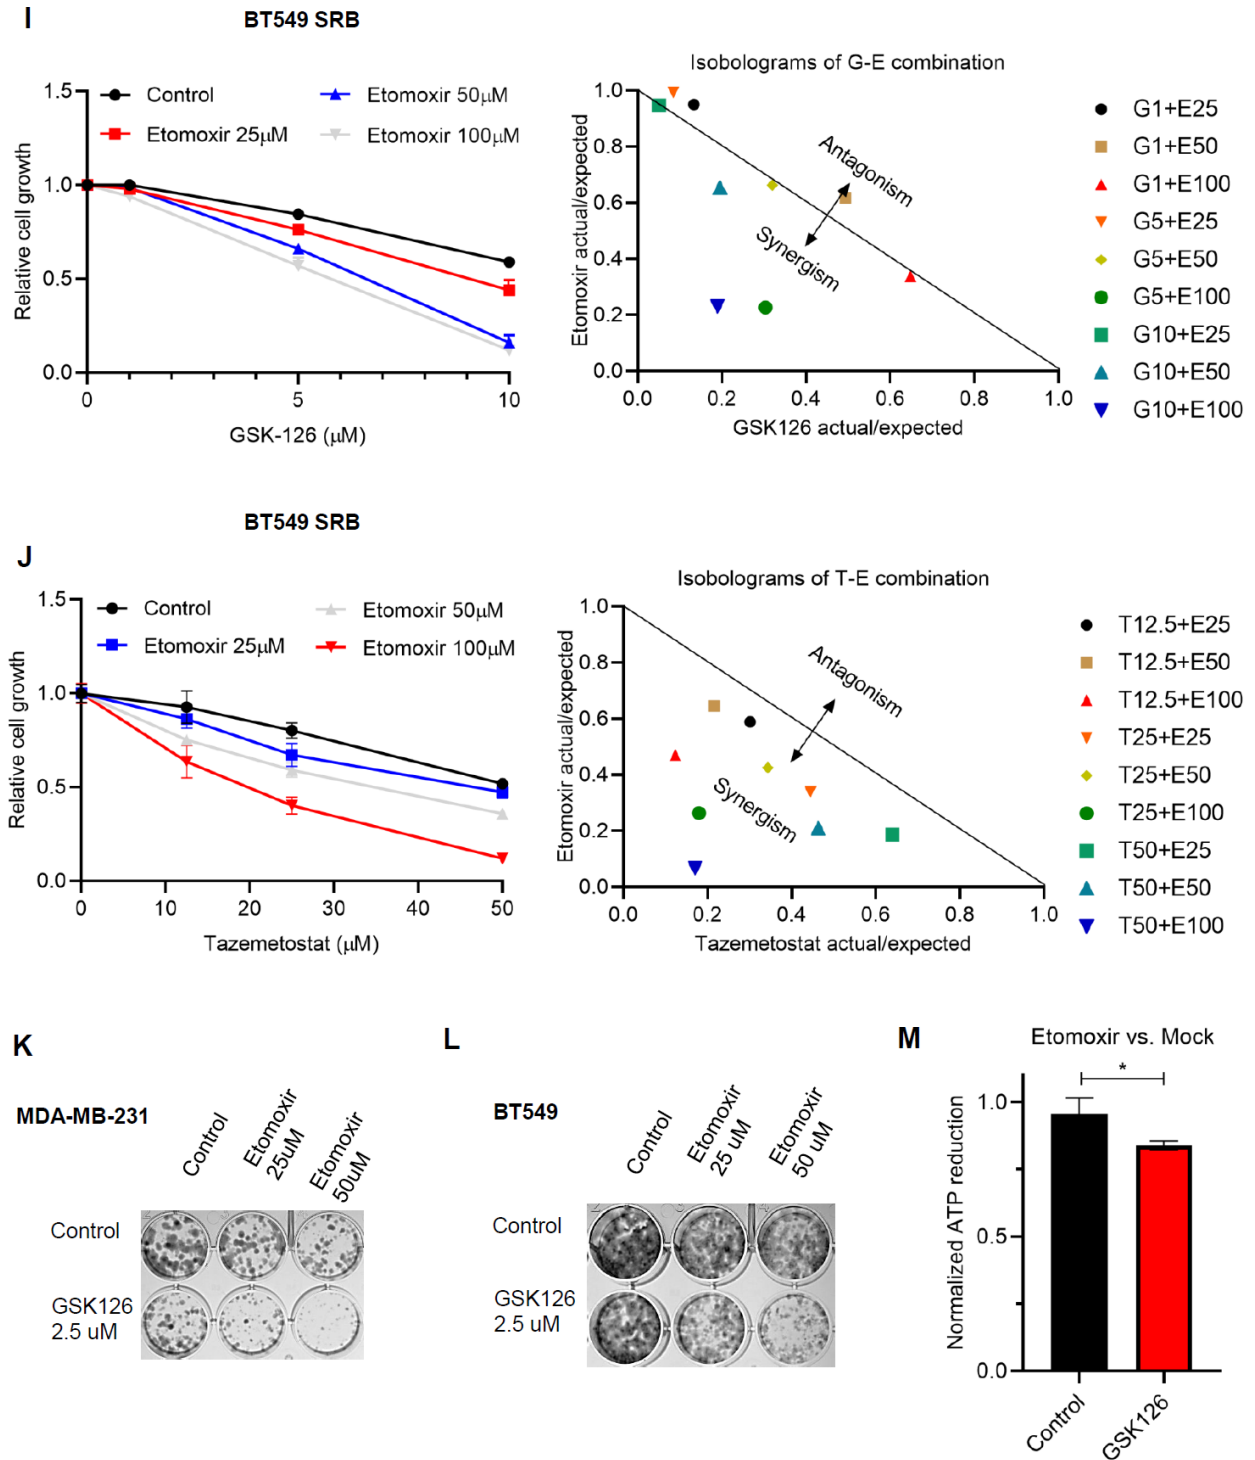 I
BT549 SRB
Isobolograms of G-E combination
Control
Etomoxir 25μM
Etomoxir 50μM
Etomoxir 100μM
1.5
1.0
0.5
0.0
Relative cell growth
0
5
10
GSK-126 (μM)
1.0
0.8
0.6
0.4
0.2
0.0
Etomoxir actual/expected
Antagonism
Synergism
0.0
0.2
0.4
0.6
0.8
1.0
GSK126 actual/expected
G1+E25
G1+E50
G1+E100
G5+E25
G5+E50
G5+E100
G10+E25
G10+E50
G10+E100
BT549 SRB
J
Isobolograms of T-E combination
Control
Etomoxir 25μM
Etomoxir 50μM
Etomoxir 100μM
1.5
1.0
0.5
0.0
Relative cell growth
0
10
20
30
40
50
Tazemetostat (μM)
1.0
0.8
0.6
0.4
0.2
0.0
Etomoxir actual/expected
Antagonism
Synergism
0.0
0.2
0.4
0.6
0.8
1.0
Tazemetostat actual/expected
T12.5+E25
T12.5+E50
T12.5+E100
T25+E25
T25+E50
T25+E100
T50+E25
T50+E50
T50+E100
K
MDA-MB-231
Control
Etomoxir
25uM
Etomoxir
50uM
Control
GSK126
2.5 uM
L
BT549
Control
Etomoxir
25 uM
Etomoxir
50 uM
Control
GSK126
2.5 uM
M
Etomoxir vs. Mock
*
1.0
0.5
0.0
Normalized ATP reduction
Control
GSK126